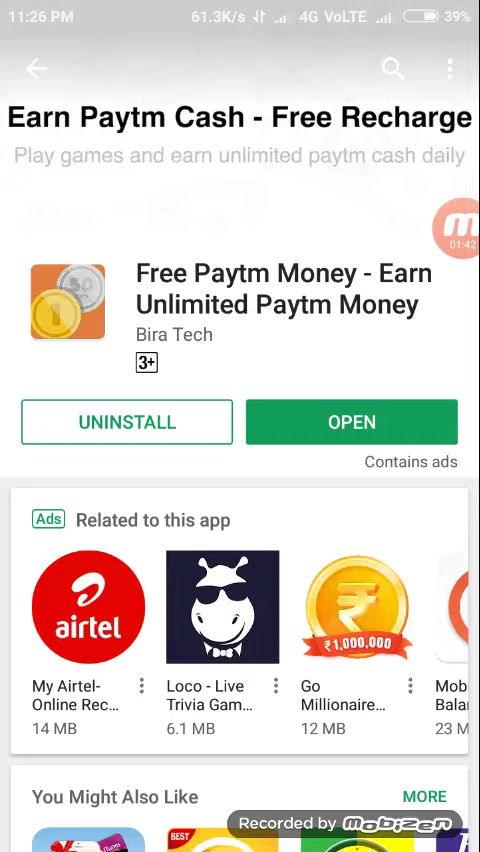 11:26 PM 61.3K/s 4G VoLTE 39%
Earn Paytm Cash - Free Recharge
Play games and earn unlimited paytm cash daily
01:42
50
1
Free Paytm Money - Earn
Unlimited Paytm Money
Bira Tech
3+
UNINSTALL OPEN
Contains ads
Ads Related to this app
airtel
₹1,000,000
My Airtel- Loco - Live Go Mob
Online Rec... Trivia Gam... Millionaire... Bala
14 MB 6.1 MB 12 MB 23 M
You Might Also Like MORE
BEST
Recorded by MOBIZEN